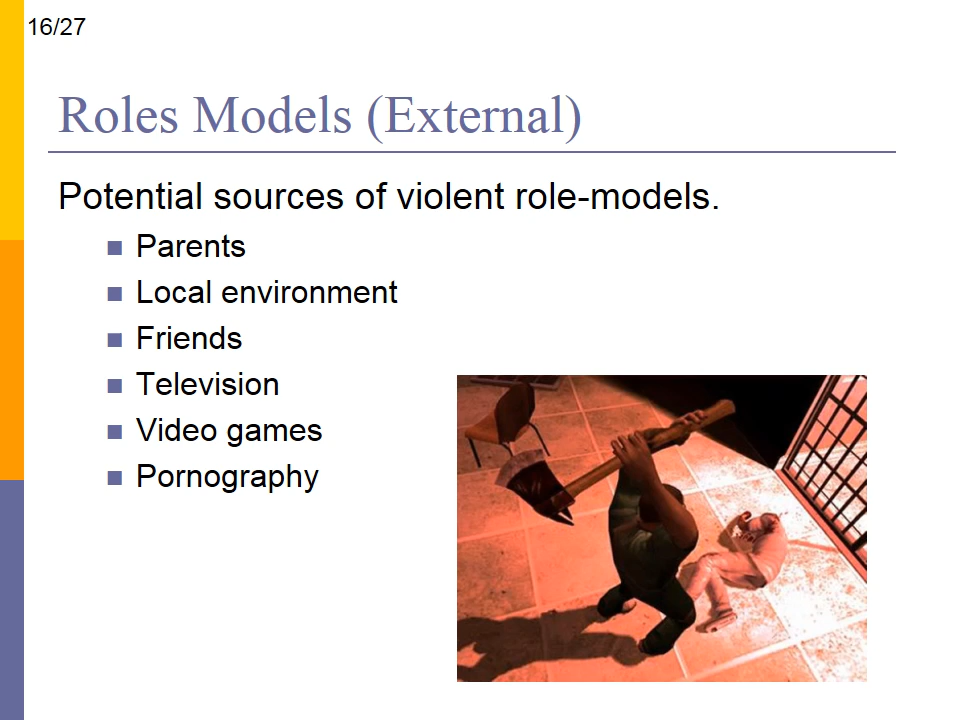 16/27
Roles Models (External)
Potential sources of violent role-models.
Parents
Local environment
Friends
Television
Video games
Pornography